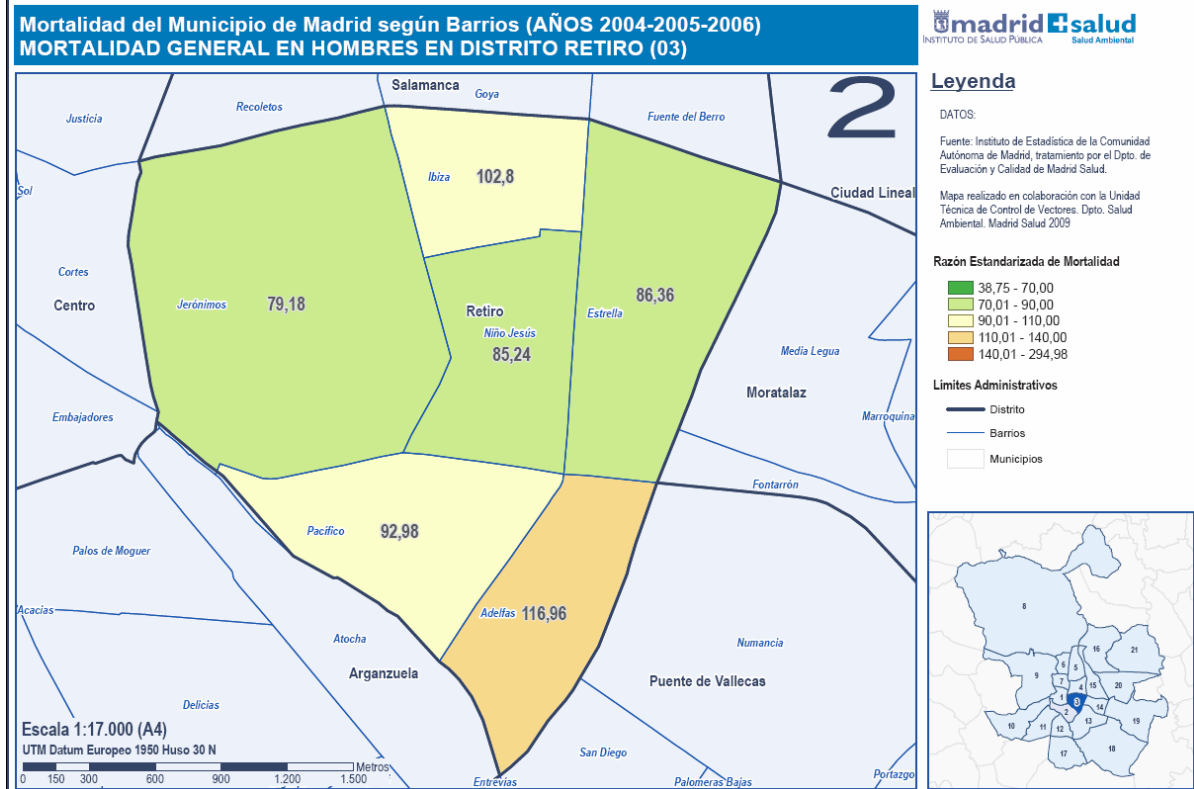 Mortalidad del Municipio de Madrid según Barrios (AÑOS 2004-2005-2006)
MORTALIDAD GENERAL EN HOMBRES EN DISTRITO RETIRO (03)
madrid salud
INSTITUTO DE SALUD PÚBLICA
Salud Ambiental
2
Salamanca
Goya
Recoletos
Justicia
Fuente del Berro
Sol
Ibiza
102,8
Ciudad Lineal
Cortes
Centro
Jerónimos
79,18
Retiro
Niño Jesús
85,24
Estrella
86,36
Media Legua
Moratalaz
Embajadores
Marroquina
Fontarrón
Pacífico
92,98
Palos de Moguer
Adelfas
116,96
Acacias
Atocha
Arganzuela
Numancia
Puente de Vallecas
Delicias
San Diego
Entrevías
Palomeras Bajas
Portazgo
Escala 1:17.000 (A4)
UTM Datum Europeo 1950 Huso 30 N
Metros
0 150 300 600 900 1.200 1.500
Leyenda
DATOS:
Fuente: Instituto de Estadística de la Comunidad
Autónoma de Madrid, tratamiento por el Dpto. de
Evaluación y Calidad de Madrid Salud.
Mapa realizado en colaboración con la Unidad
Técnica de Control de Vectores. Dpto. Salud
Ambiental. Madrid Salud 2009
Razón Estandarizada de Mortalidad
38,75 - 70,00
70,01 - 90,00
90,01 - 110,00
110,01 - 140,00
140,01 - 294,98
Limites Administrativos
Distrito
Barrios
Municipios
8
16
21
6
5
9
7
4
15
20
1
3
14
2
19
10
11
12
13
17
18